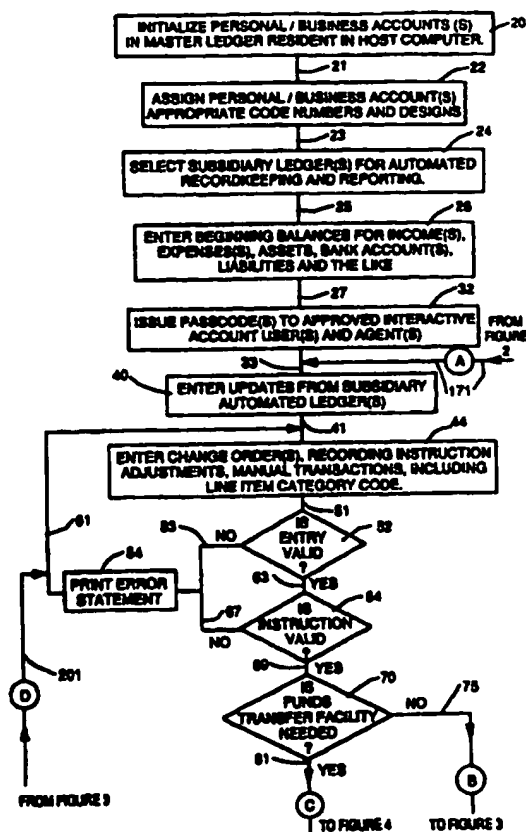 INITIALIZE PERSONAL / BUSINESS ACCOUNTS (S)
IN MASTER LEDGER RESIDENT IN HOST COMPUTER.
20
21
22
ASSIGN PERSONAL / BUSINESS ACCOUNT(S)
APPROPRIATE CODE NUMBERS AND DESIGNS
23
24
SELECT SUBSIDIARY LEDGER(S) FOR AUTOMATED
RECORDKEEPING AND REPORTING.
25
26
ENTER BEGINNING BALANCES FOR INCOME(S),
EXPENSES(S), ASSETS, BANK ACCOUNT(S),
LIABILITIES AND THE LIKE
27
32
ISSUE PASSCODE(S) TO APPROVED INTERACTIVE
ACCOUNT USER(S) AND AGENT(S)
FROM
FIGURE
2
A
33
171
40
ENTER UPDATES FROM SUBSIDIARY
AUTOMATED LEDGER(S)
41
44
ENTER CHANGE ORDER(S), RECORDING INSTRUCTION
ADJUSTMENTS, MANUAL TRANSACTIONS, INCLUDING
LINE ITEM CATEGORY CODE.
61
51
53
NO
IS
ENTRY
VALID
?
52
54
PRINT ERROR
STATEMENT
63
YES
67
NO
IS
INSTRUCTION
VALID
?
64
69
YES
201
D
FROM FIGURE 3
IS
FUNDS
TRANSFER FACILITY
NEEDED
?
70
NO
75
81
YES
B
C
TO FIGURE 4
TO FIGURE 3